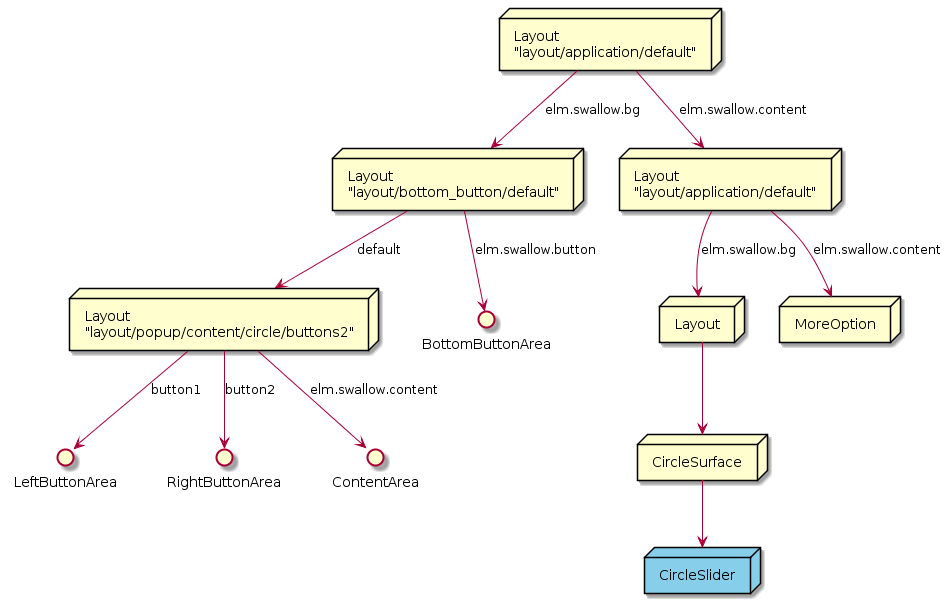 Layout
"layout/application/default"
elm.swallow.bg
elm.swallow.content
Layout
"layout/bottom_button/default"
Layout
"layout/application/default"
default
elm.swallow.button
elm.swallow.bg
elm.swallow.content
Layout
"layout/popup/content/circle/buttons2"
BottomButtonArea
Layout
MoreOption
button1
button2
elm.swallow.content
LeftButtonArea
RightButtonArea
ContentArea
CircleSurface
CircleSlider